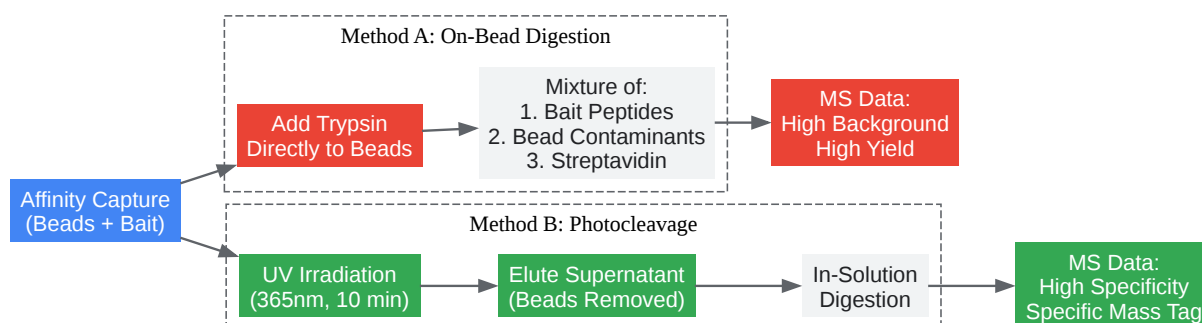 Method A: On-Bead Digestion
Add Trypsin
Directly to Beads
Mixture of:
1. Bait Peptides
2. Bead Contaminants
3. Streptavidin
MS Data:
High Background
High Yield
Affinity Capture
(Beads + Bait)
Method B: Photocleavage
UV Irradiation
(365nm, 10 min)
Elute Supernatant
(Beads Removed)
In-Solution
Digestion
MS Data:
High Specificity
Specific Mass Tag